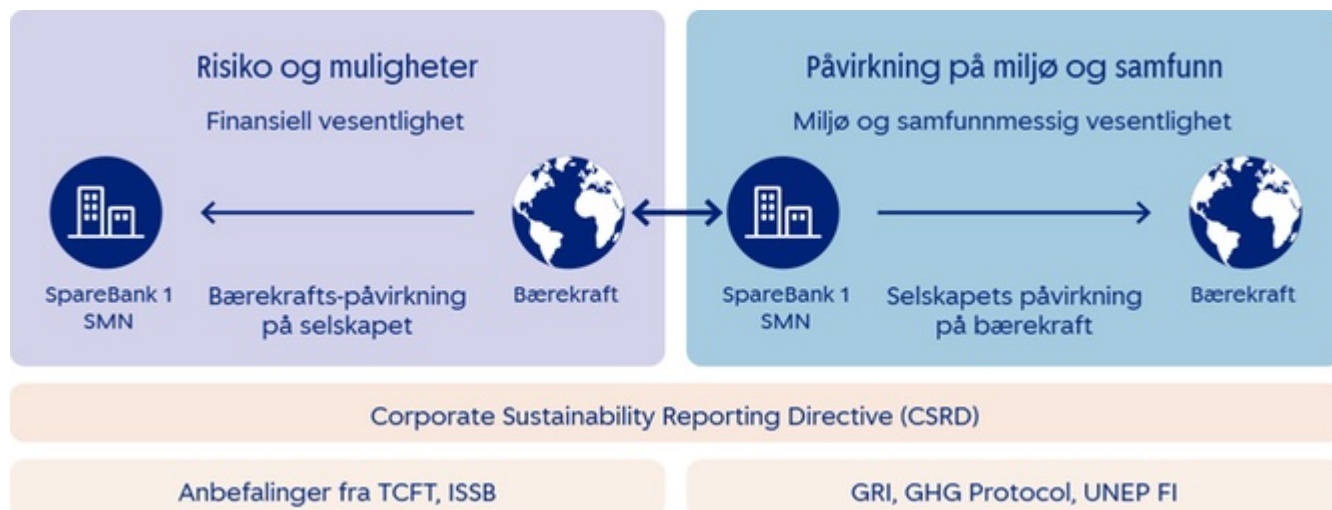 Risiko og muligheter
Finansiell vesentlighet
SpareBank 1
SMN
Bærekrafts-påvirkning
på selskapet
Bærekraft
Påvirkning på miljø og samfunn
Miljø og samfunnmessig vesentlighet
SpareBank 1
SMN
Selskapets påvirkning
på bærekraft
Bærekraft
Corporate Sustainability Reporting Directive (CSRD)
Anbefalinger fra TCFT, ISSB
GRI, GHG Protocol, UNEP FI